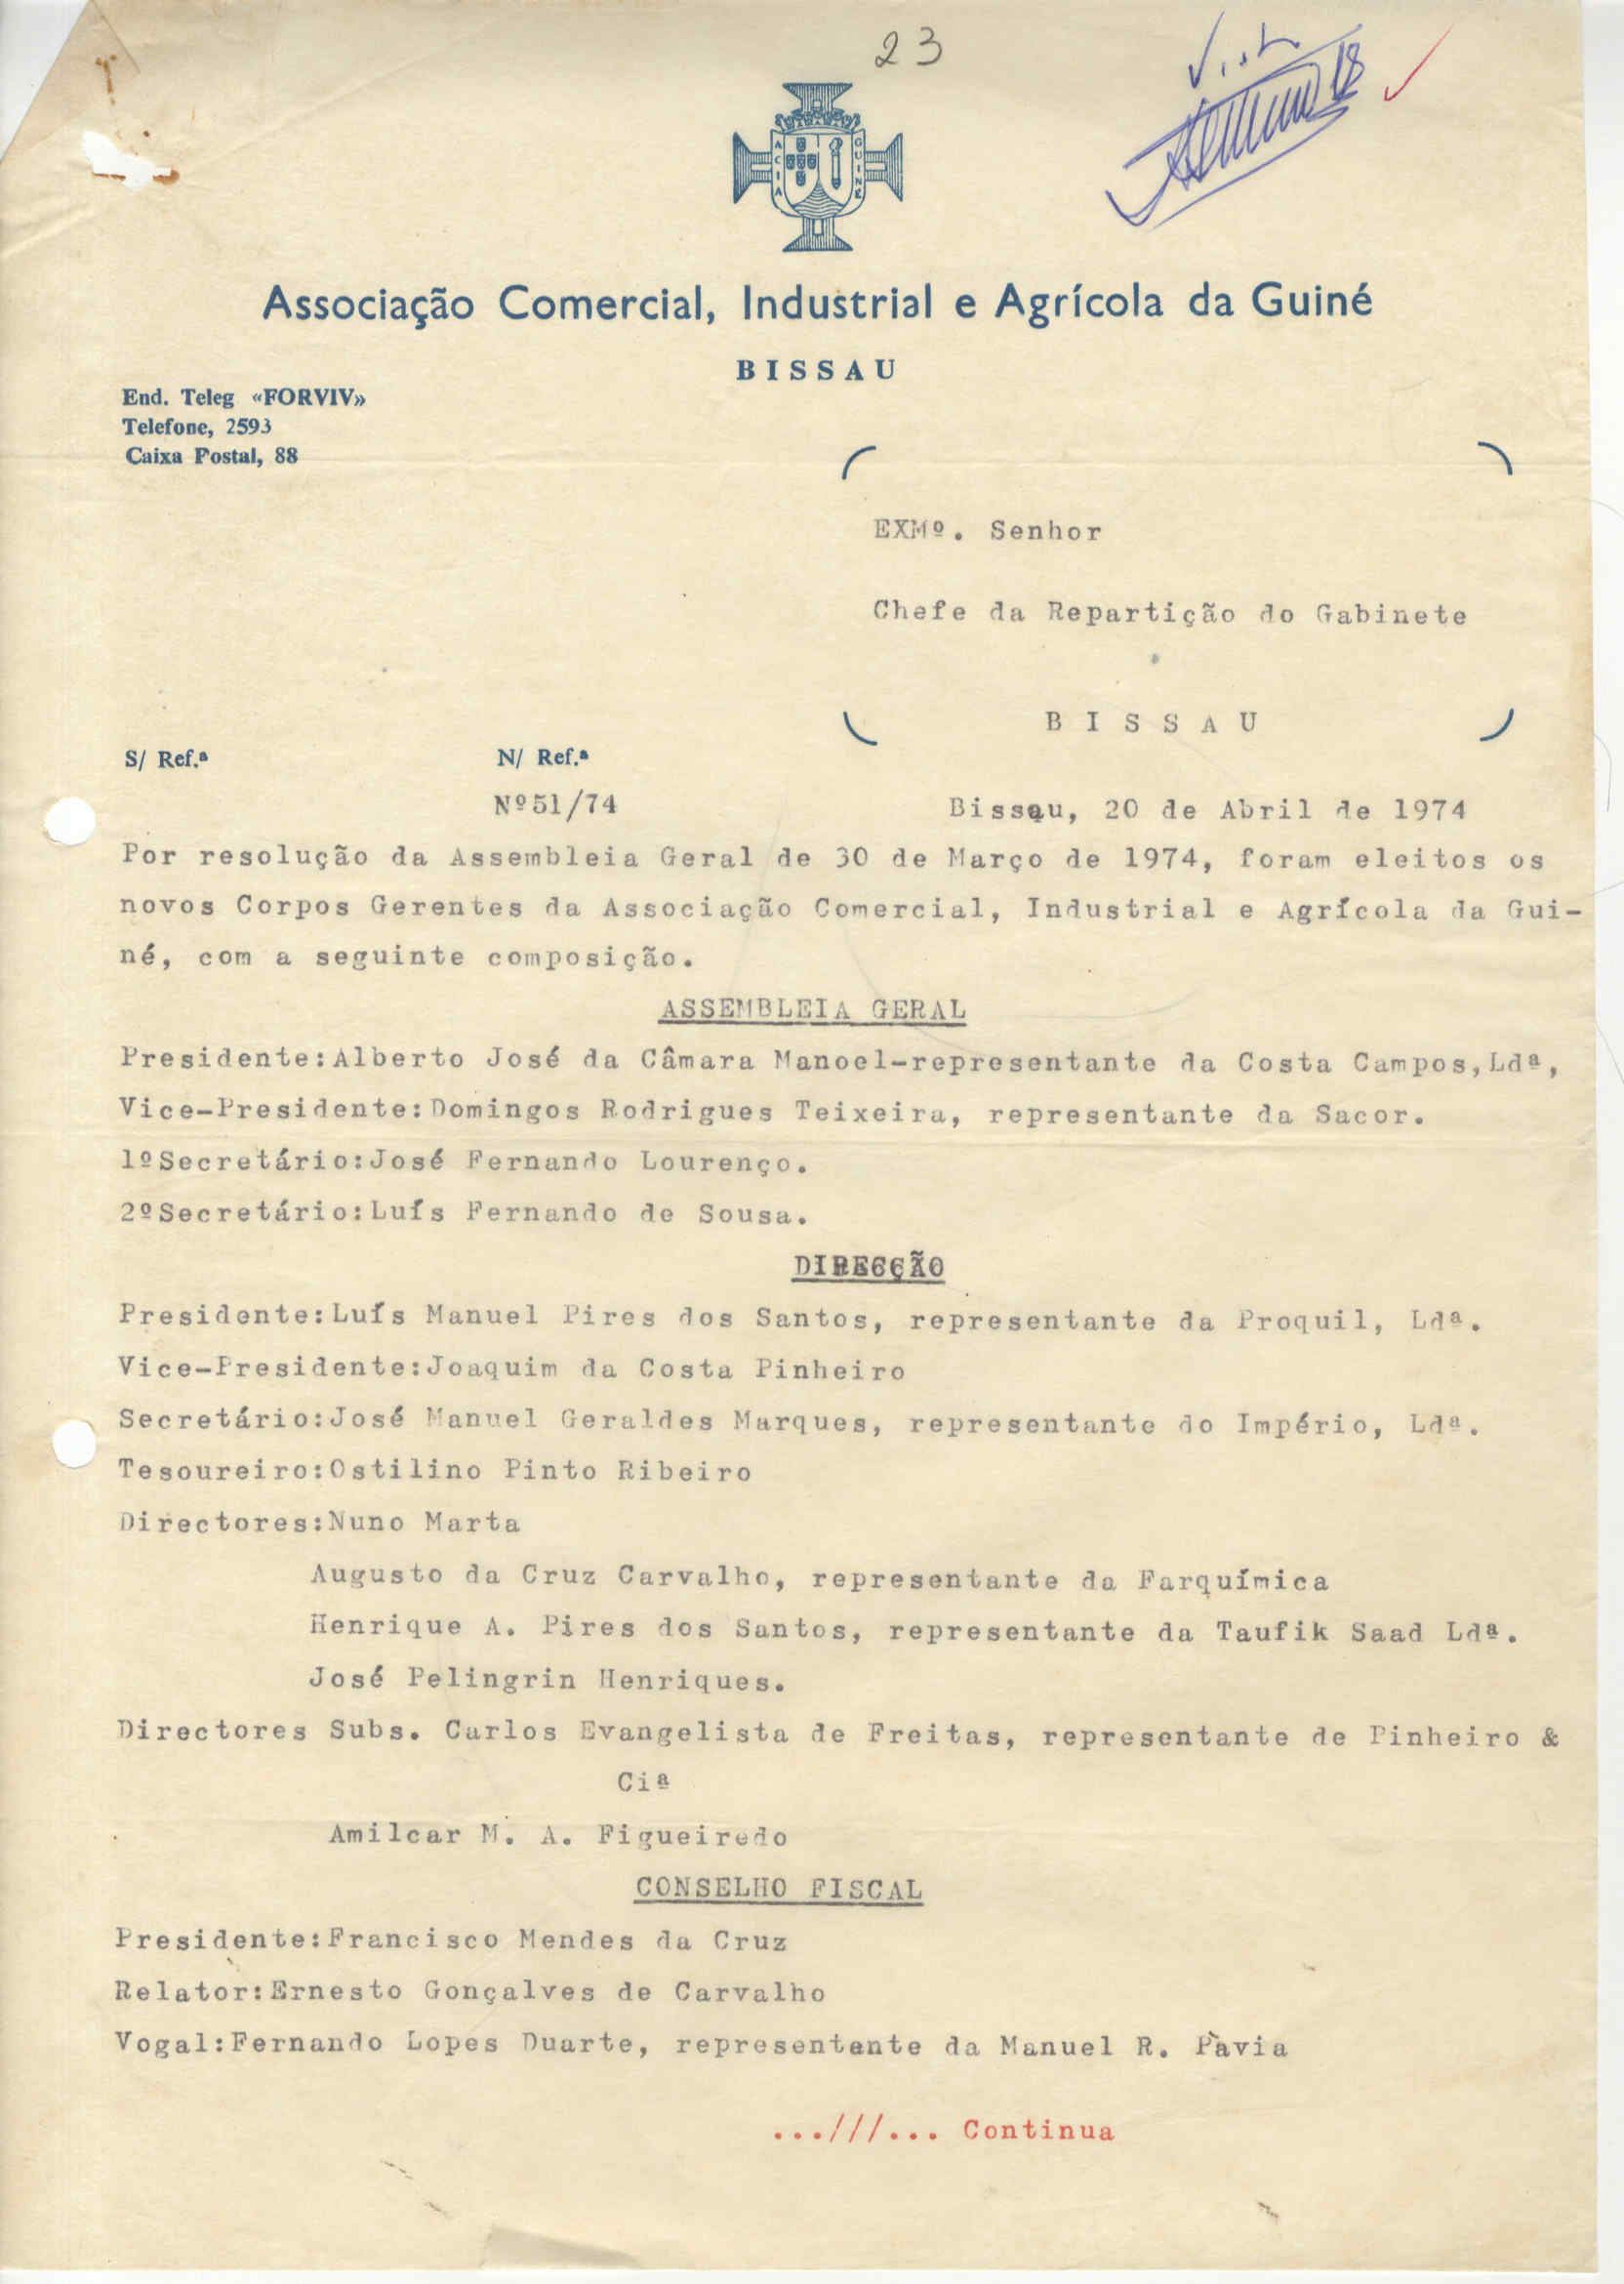 23
ACIA
GUINÉ
Associação Comercial, Industrial e Agrícola da Guiné
BISSAU
End. Teleg «FORVIV»
Telefone, 2593
Caixa Postal, 88
EXMº. Senhor
Chefe da Repartição do Gabinete
B I S S A U
S/ Ref.ª N/ Ref.ª
Nº51/74 Bissau, 20 de Abril de 1974
Por resolução da Assembleia Geral de 30 de Março de 1974, foram eleitos os
novos Corpos Gerentes da Associação Comercial, Industrial e Agrícola da Gui-
né, com a seguinte composição.
ASSEMBLEIA GERAL
Presidente:Alberto José da Câmara Manoel-representante da Costa Campos,Ldª,
Vice-Presidente:Domingos Rodrigues Teixeira, representante da Sacor.
1ºSecretário:José Fernando Lourenço.
2ºSecretário:Luís Fernando de Sousa.
DIRECÇÃO
Presidente:Luís Manuel Pires dos Santos, representante da Proquil, Ldª.
Vice-Presidente:Joaquim da Costa Pinheiro
Secretário:José Manuel Geraldes Marques, representante do Império, Ldª.
Tesoureiro:Ostilino Pinto Ribeiro
Directores:Nuno Marta
Augusto da Cruz Carvalho, representante da Farquímica
Henrique A. Pires dos Santos, representante da Taufik Saad Ldª.
José Pelingrin Henriques.
Directores Subs. Carlos Evangelista de Freitas, representante de Pinheiro &
Ciª
Amilcar M. A. Figueiredo
CONSELHO FISCAL
Presidente:Francisco Mendes da Cruz
Relator:Ernesto Gonçalves de Carvalho
Vogal:Fernando Lopes Duarte, representante da Manuel R. Pavia
...///... Continua